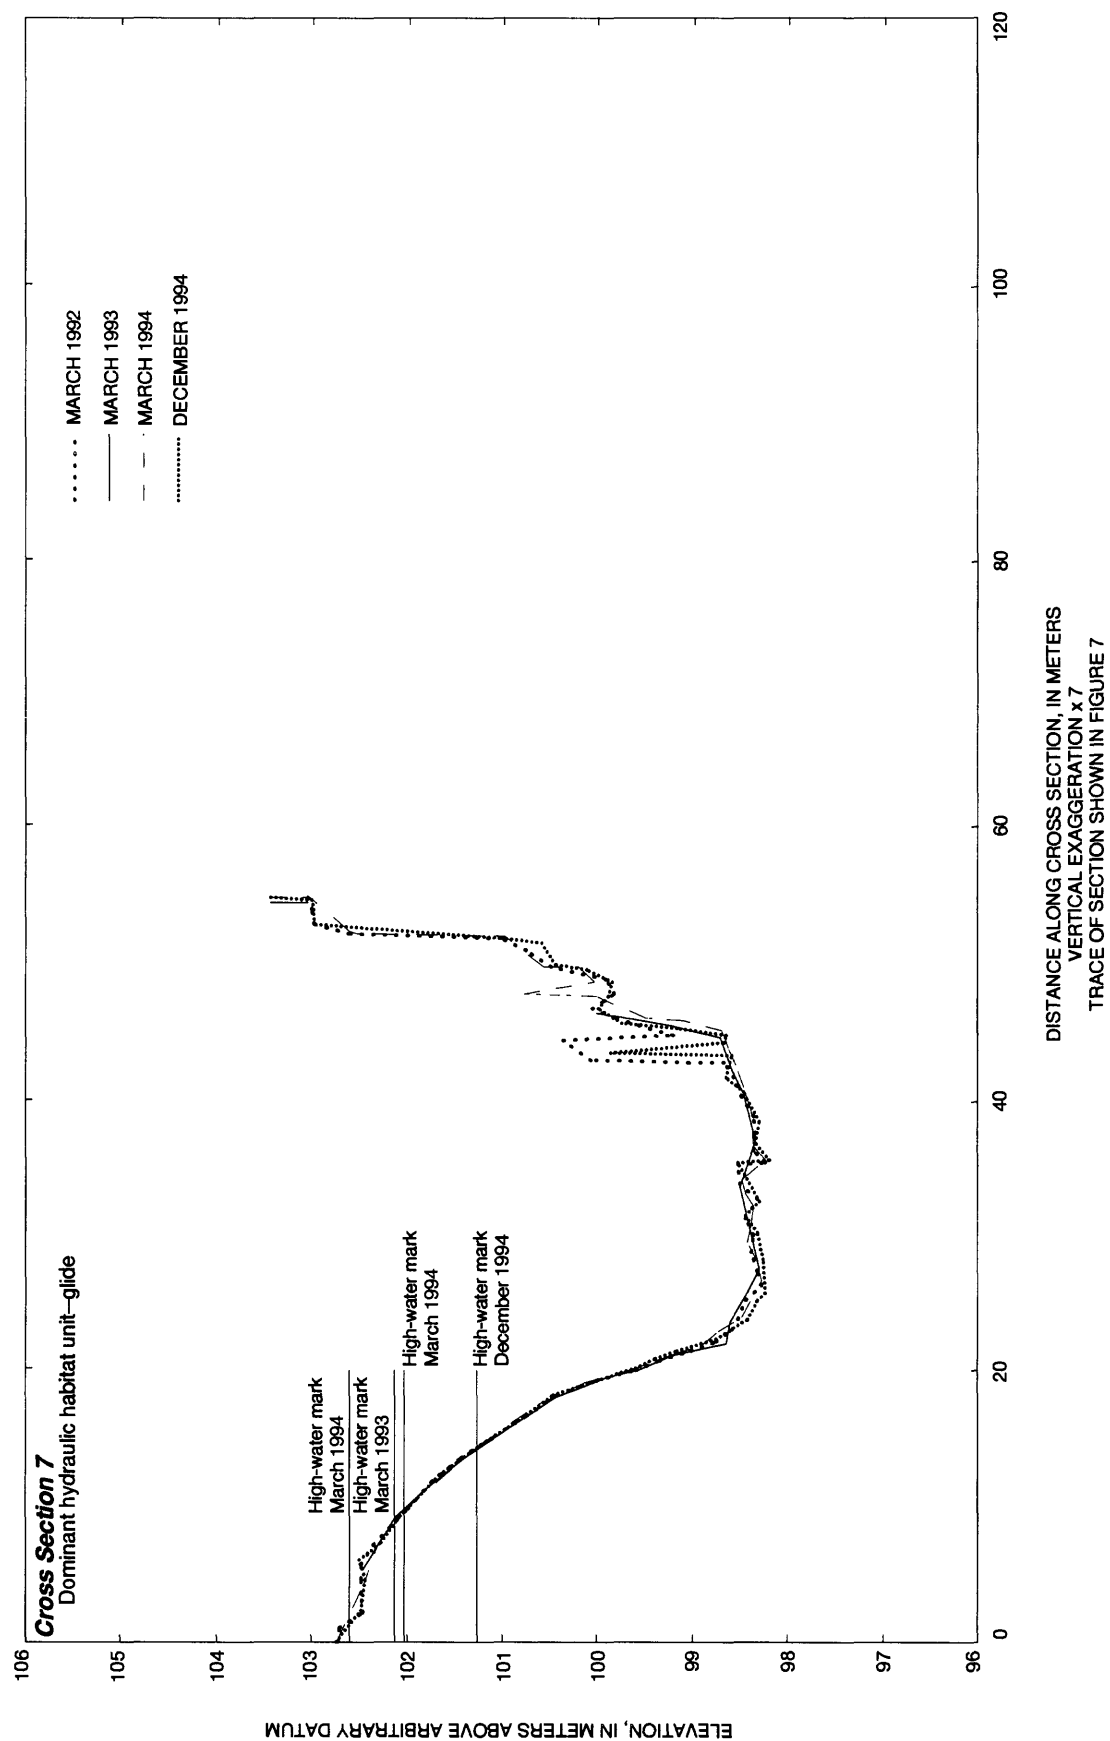 Cross Section 7
Dominant hydraulic habitat unit—glide
MARCH 1992
MARCH 1993
MARCH 1994
DECEMBER 1994
High-water mark
March 1994
High-water mark
March 1993
High-water mark
March 1994
High-water mark
December 1994
ELEVATION, IN METERS ABOVE ARBITRARY DATUM
106
105
104
103
102
101
100
99
98
97
96
0
20
40
60
80
100
120
DISTANCE ALONG CROSS SECTION, IN METERS
VERTICAL EXAGGERATION x 7
TRACE OF SECTION SHOWN IN FIGURE 7